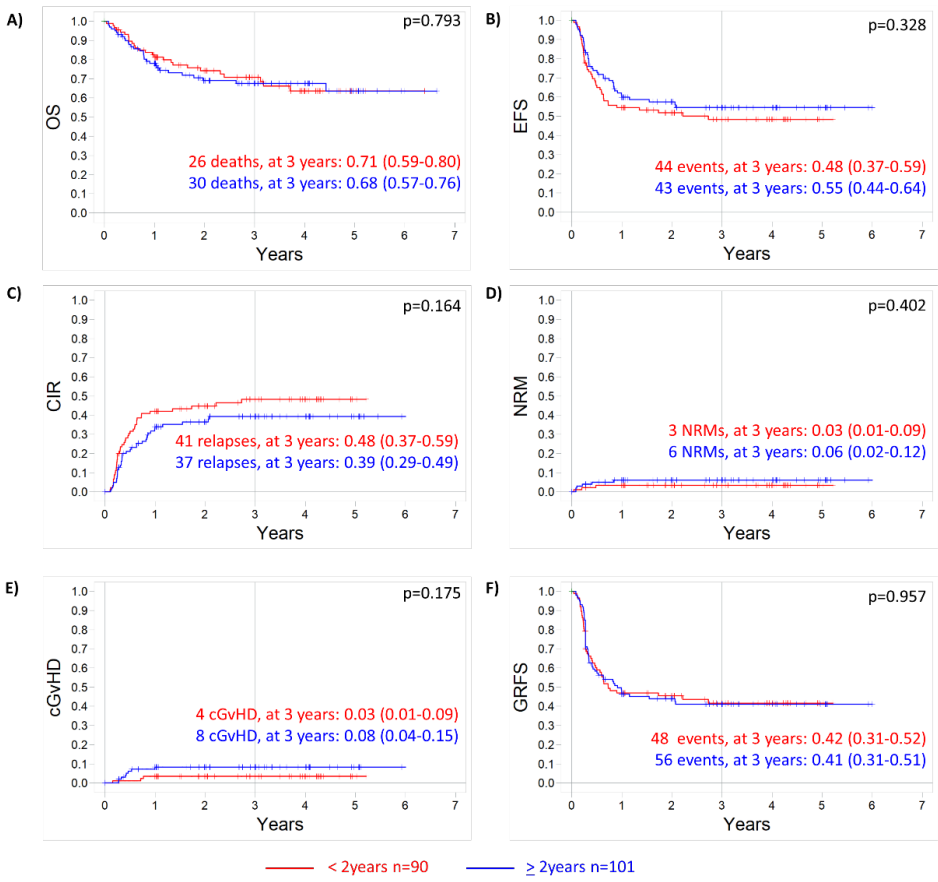 A)
p=0.793
OS
1.0
0.9
0.8
0.7
0.6
0.5
0.4
0.3
0.2
0.1
0.0
26 deaths, at 3 years: 0.71 (0.59-0.80)
30 deaths, at 3 years: 0.68 (0.57-0.76)
0 1 2 3 4 5 6 7
Years
B)
p=0.328
EFS
1.0
0.9
0.8
0.7
0.6
0.5
0.4
0.3
0.2
0.1
0.0
44 events, at 3 years: 0.48 (0.37-0.59)
43 events, at 3 years: 0.55 (0.44-0.64)
0 1 2 3 4 5 6 7
Years
C)
p=0.164
CIR
1.0
0.9
0.8
0.7
0.6
0.5
0.4
0.3
0.2
0.1
0.0
41 relapses, at 3 years: 0.48 (0.37-0.59)
37 relapses, at 3 years: 0.39 (0.29-0.49)
0 1 2 3 4 5 6 7
Years
D)
p=0.402
NRM
1.0
0.9
0.8
0.7
0.6
0.5
0.4
0.3
0.2
0.1
0.0
3 NRMs, at 3 years: 0.03 (0.01-0.09)
6 NRMs, at 3 years: 0.06 (0.02-0.12)
0 1 2 3 4 5 6 7
Years
E)
p=0.175
cGvHD
1.0
0.9
0.8
0.7
0.6
0.5
0.4
0.3
0.2
0.1
0.0
4 cGvHD, at 3 years: 0.03 (0.01-0.09)
8 cGvHD, at 3 years: 0.08 (0.04-0.15)
0 1 2 3 4 5 6 7
Years
F)
p=0.957
GRFS
1.0
0.9
0.8
0.7
0.6
0.5
0.4
0.3
0.2
0.1
0.0
48 events, at 3 years: 0.42 (0.31-0.52)
56 events, at 3 years: 0.41 (0.31-0.51)
0 1 2 3 4 5 6 7
Years
< 2years n=90
≥ 2years n=101